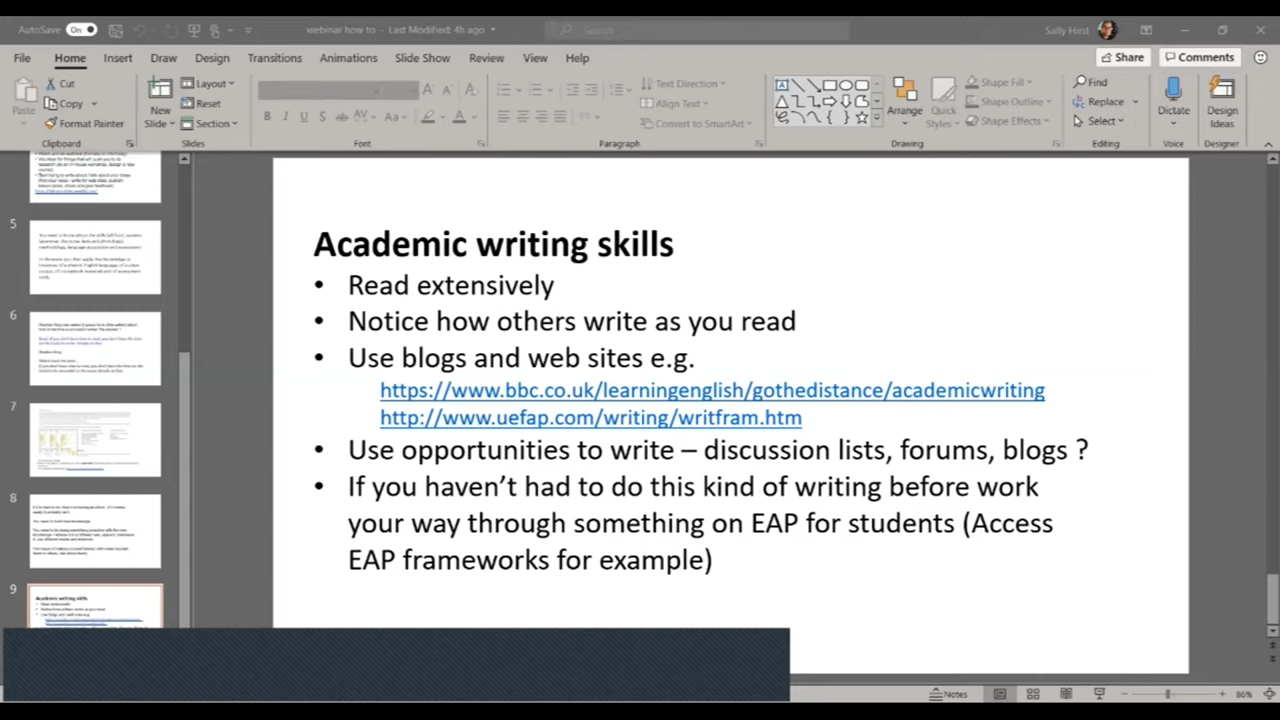 AutoSave On
webinar how to - Last Modified: 4h ago
Search
Sally Hirst
File Home Insert Draw Design Transitions Animations Slide Show Review View Help
Share Comments
Paste
Cut
Copy
Format Painter
Clipboard
New Slide
Layout
Reset
Section
Slides
Font
Text Direction
Align Text
Convert to SmartArt
Paragraph
Arrange
Quick Styles
Shape Fill
Shape Outline
Shape Effects
Drawing
Find
Replace
Select
Editing
Dictate
Voice
Design Ideas
Designer
5
6
7
8
9
Academic writing skills
Academic writing skills
• Read extensively
• Notice how others write as you read
• Use blogs and web sites e.g.
https://www.bbc.co.uk/learningenglish/gothedistance/academicwriting
http://www.uefap.com/writing/writfram.htm
• Use opportunities to write – discussion lists, forums, blogs ?
• If you haven't had to do this kind of writing before work
your way through something on EAP for students (Access
EAP frameworks for example)
Notes
86%